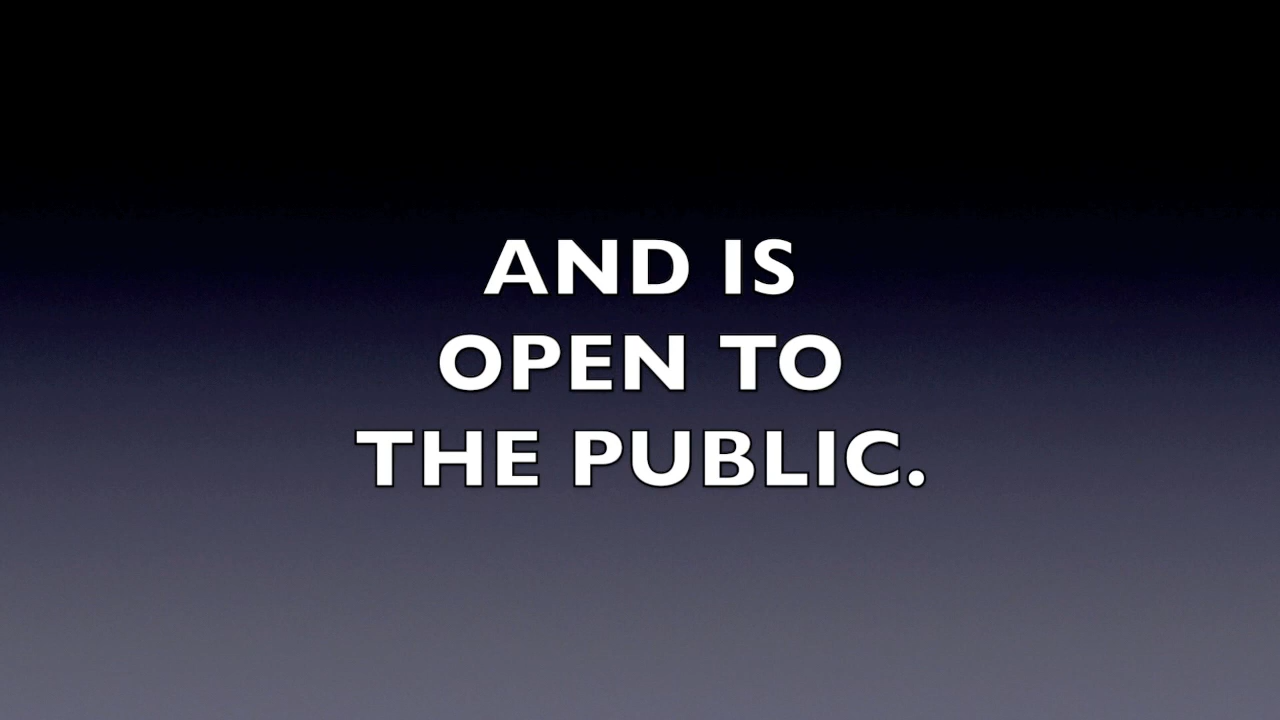 AND IS
OPEN TO
THE PUBLIC.